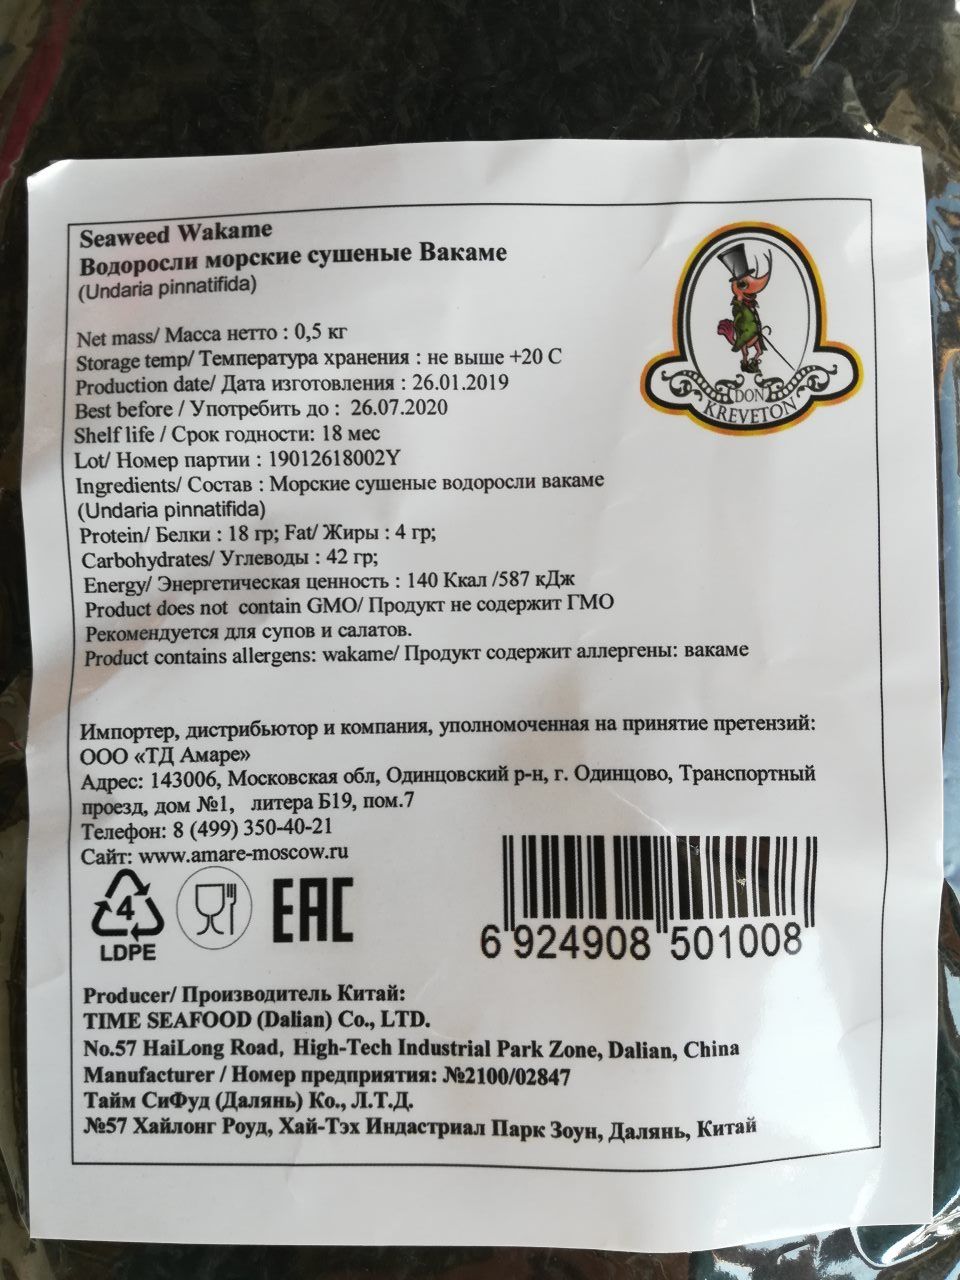 Seaweed Wakame
Водоросли морские сушеные Вакаме
(Undaria pinnatifida)
DON
KREVETON
Net mass/ Масса нетто : 0,5 кг
Storage temp/ Температура хранения : не выше +20 С
Production date/ Дата изготовления : 26.01.2019
Best before / Употребить до : 26.07.2020
Shelf life / Срок годности: 18 мес
Lot/ Номер партии : 19012618002Y
Ingredients/ Состав : Морские сушеные водоросли вакаме
(Undaria pinnatifida)
Protein/ Белки : 18 гр; Fat/ Жиры : 4 гр;
Carbohydrates/ Углеводы : 42 гр;
Energy/ Энергетическая ценность : 140 Ккал /587 кДж
Product does not contain GMO/ Продукт не содержит ГМО
Рекомендуется для супов и салатов.
Product contains allergens: wakame/ Продукт содержит аллергены: вакаме
Импортер, дистрибьютор и компания, уполномоченная на принятие претензий:
ООО «ТД Амаре»
Адрес: 143006, Московская обл, Одинцовский р-н, г. Одинцово, Транспортный
проезд, дом №1, литера Б19, пом.7
Телефон: 8 (499) 350-40-21
Сайт: www.amare-moscow.ru
4
LDPE
EAC
6 924908 501008
Producer/ Производитель Китай:
TIME SEAFOOD (Dalian) Co., LTD.
No.57 HaiLong Road, High-Tech Industrial Park Zone, Dalian, China
Manufacturer / Номер предприятия: №2100/02847
Тайм СиФуд (Далянь) Ко., Л.Т.Д.
№57 Хайлонг Роуд, Хай-Тэх Индастриал Парк Зоун, Далянь, Китай